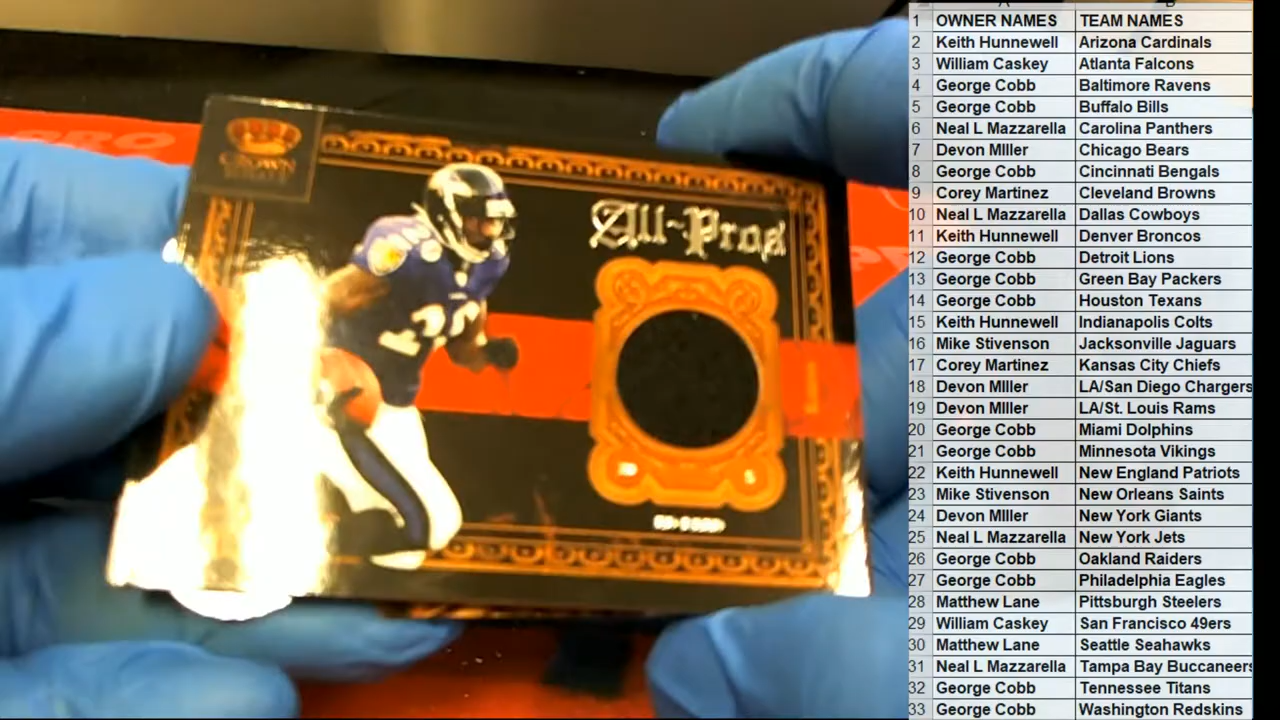 PRO
CROWN
ROYALE
All-Pros
A B
1 OWNER NAMES TEAM NAMES
2 Keith Hunnewell Arizona Cardinals
3 William Caskey Atlanta Falcons
4 George Cobb Baltimore Ravens
5 George Cobb Buffalo Bills
6 Neal L Mazzarella Carolina Panthers
7 Devon MIller Chicago Bears
8 George Cobb Cincinnati Bengals
9 Corey Martinez Cleveland Browns
10 Neal L Mazzarella Dallas Cowboys
11 Keith Hunnewell Denver Broncos
12 George Cobb Detroit Lions
13 George Cobb Green Bay Packers
14 George Cobb Houston Texans
15 Keith Hunnewell Indianapolis Colts
16 Mike Stivenson Jacksonville Jaguars
17 Corey Martinez Kansas City Chiefs
18 Devon MIller LA/San Diego Chargers
19 Devon MIller LA/St. Louis Rams
20 George Cobb Miami Dolphins
21 George Cobb Minnesota Vikings
22 Keith Hunnewell New England Patriots
23 Mike Stivenson New Orleans Saints
24 Devon MIller New York Giants
25 Neal L Mazzarella New York Jets
26 George Cobb Oakland Raiders
27 George Cobb Philadelphia Eagles
28 Matthew Lane Pittsburgh Steelers
29 William Caskey San Francisco 49ers
30 Matthew Lane Seattle Seahawks
31 Neal L Mazzarella Tampa Bay Buccaneers
32 George Cobb Tennessee Titans
33 George Cobb Washington Redskins